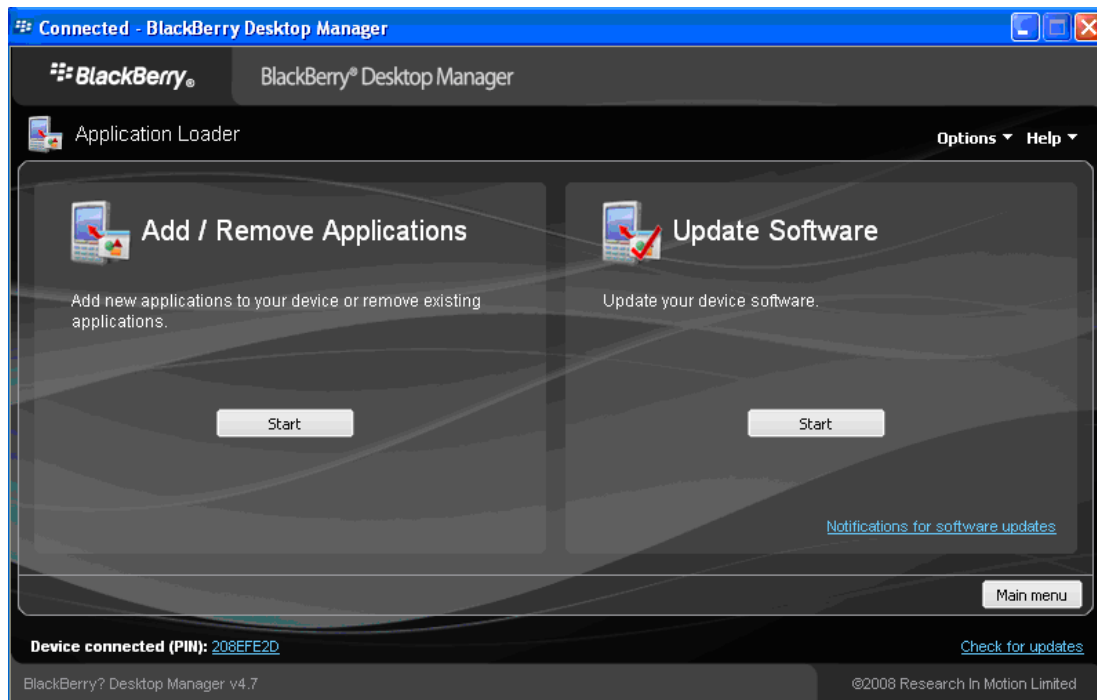 Connected - BlackBerry Desktop Manager
BlackBerry® BlackBerry® Desktop Manager
Application Loader
Options Help
Add / Remove Applications
Add new applications to your device or remove existing
applications.
Start
Update Software
Update your device software.
Start
Notifications for software updates
Main menu
Device connected (PIN): 208EFE2D
Check for updates
BlackBerry? Desktop Manager v4.7
©2008 Research In Motion Limited